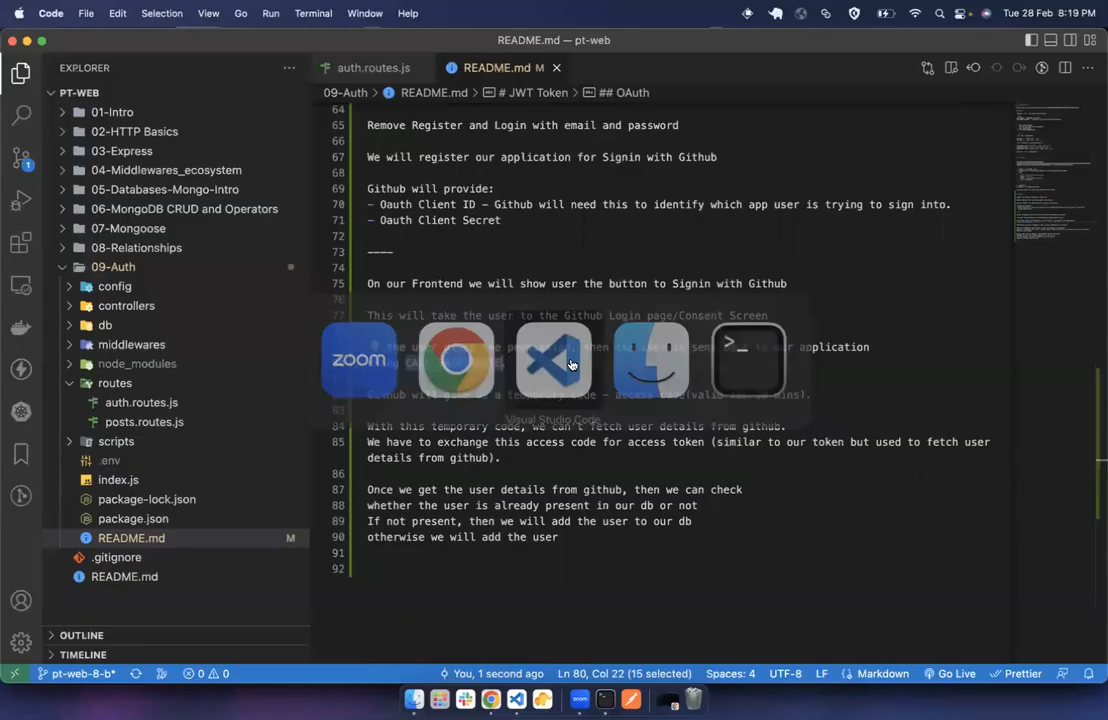 Code File Edit Selection View Go Run Terminal Window Help Tue 28 Feb 8:19 PM
README.md — pt-web
EXPLORER
auth.routes.js
README.md M
PT-WEB
09-Auth > README.md > # JWT Token > ## OAuth
01-Intro
02-HTTP Basics
03-Express
04-Middlewares_ecosystem
05-Databases-Mongo-Intro
06-MongoDB CRUD and Operators
07-Mongoose
08-Relationships
09-Auth
config
controllers
db
middlewares
node_modules
routes
auth.routes.js
posts.routes.js
scripts
.env
index.js
package-lock.json
package.json
README.md M
.gitignore
README.md
OUTLINE
TIMELINE
64
65 Remove Register and Login with email and password
66
67 We will register our application for Signin with Github
68
69 Github will provide:
70 - Oauth Client ID - Github will need this to identify which app user is trying to sign into.
71 - Oauth Client Secret
72
73 ----
74
75 On our Frontend we will show user the button to Signin with Github
76
This will take the user to the Github Login page/Consent Screen
zoom
application
Visual Studio Code
83
84 With this temporary code, we can't fetch user details from github.
85 We have to exchange this access code for access token (similar to our token but used to fetch user
details from github).
86
87 Once we get the user details from github, then we can check
88 whether the user is already present in our db or not
89 If not present, then we will add the user to our db
90 otherwise we will add the user
91
92
pt-web-8-b* 0 0 You, 1 second ago Ln 80, Col 22 (15 selected) Spaces: 4 UTF-8 LF Markdown Go Live Prettier
zoom